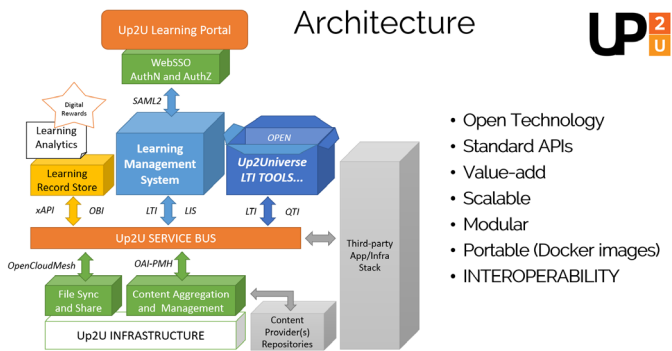 Architecture
UP2U
Up2U Learning Portal
WebSSO
AuthN and AuthZ
SAML2
Digital
Rewards
Learning
Analytics
Learning
Record Store
Learning
Management
System
OPEN
Up2Universe
LTI TOOLS...
xAPI
OBI
LTI
LIS
LTI
QTI
Up2U SERVICE BUS
Third-party
App/Infra
Stack
OpenCloudMesh
OAI-PMH
File Sync
and Share
Content Aggregation
and Management
Up2U INFRASTRUCTURE
Content
Provider(s)
Repositories
• Open Technology
• Standard APIs
• Value-add
• Scalable
• Modular
• Portable (Docker images)
• INTEROPERABILITY